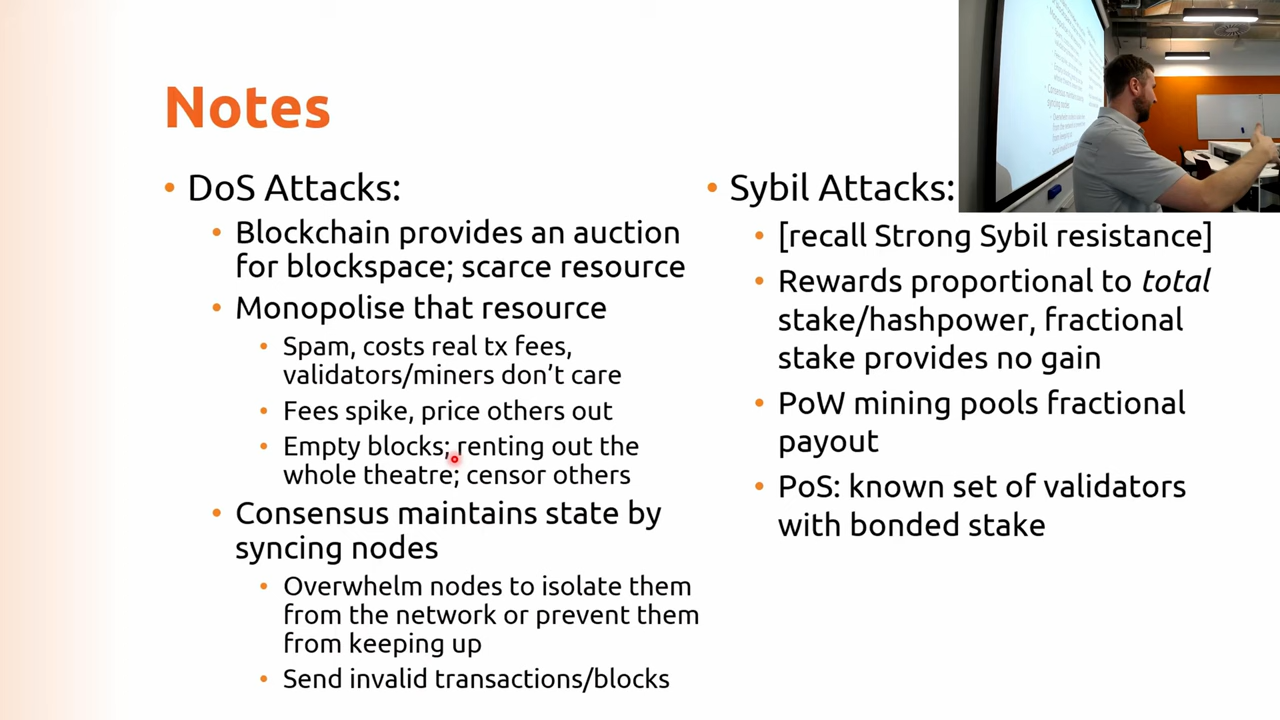 Notes
• DoS Attacks:
• Blockchain provides an auction
for blockspace; scarce resource
• Monopolise that resource
• Spam, costs real tx fees,
validators/miners don’t care
• Fees spike, price others out
• Empty blocks; renting out the
whole theatre; censor others
• Consensus maintains state by
syncing nodes
• Overwhelm nodes to isolate them
from the network or prevent them
from keeping up
• Send invalid transactions/blocks
• Sybil Attacks:
• [recall Strong Sybil resistance]
• Rewards proportional to total
stake/hashpower, fractional
stake provides no gain
• PoW mining pools fractional
payout
• PoS: known set of validators
with bonded stake